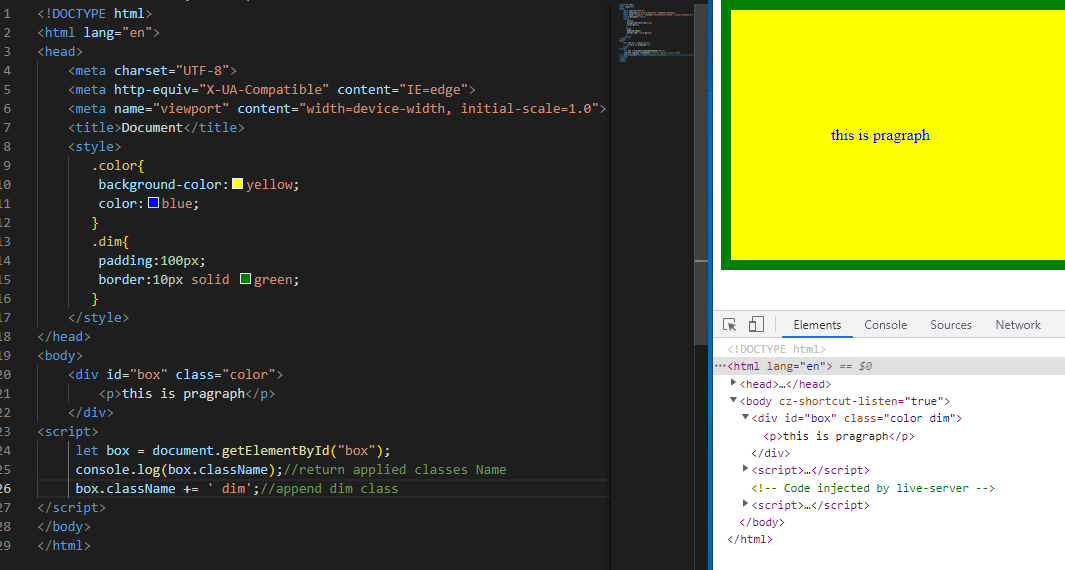 1 <!DOCTYPE html>
2 <html lang="en">
3 <head>
4 <meta charset="UTF-8">
5 <meta http-equiv="X-UA-Compatible" content="IE=edge">
6 <meta name="viewport" content="width=device-width, initial-scale=1.0">
7 <title>Document</title>
8 <style>
9 .color{
10 background-color:yellow;
11 color:blue;
12 }
13 .dim{
14 padding:100px;
15 border:10px solid green;
16 }
17 </style>
18 </head>
19 <body>
20 <div id="box" class="color">
21 <p>this is pragraph</p>
22 </div>
23 <script>
24 let box = document.getElementById("box");
25 console.log(box.className);//return applied classes Name
26 box.className += ' dim';//append dim class
27 </script>
28 </body>
29 </html>
this is pragraph
Elements Console Sources Network
<!DOCTYPE html>
···<html lang="en"> == $0
<head>…</head>
<body cz-shortcut-listen="true">
<div id="box" class="color dim">
<p>this is pragraph</p>
</div>
<script>…</script>
<!-- Code injected by live-server -->
<script>…</script>
</body>
</html>